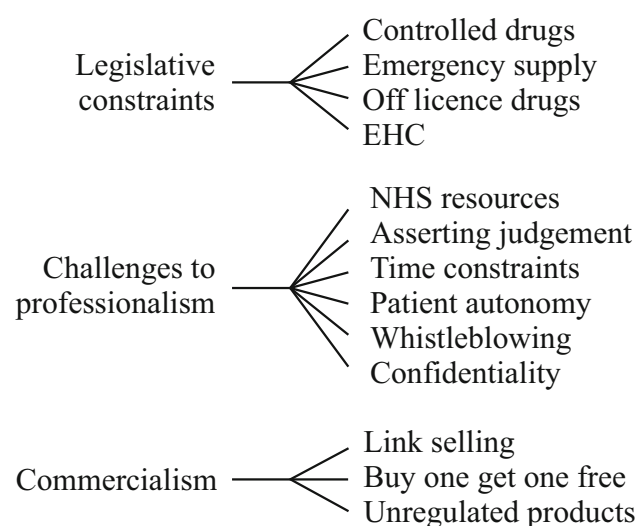 Legislative
constraints
Controlled drugs
Emergency supply
Off licence drugs
EHC
Challenges to
professionalism
NHS resources
Asserting judgement
Time constraints
Patient autonomy
Whistleblowing
Confidentiality
Commercialism
Link selling
Buy one get one free
Unregulated products